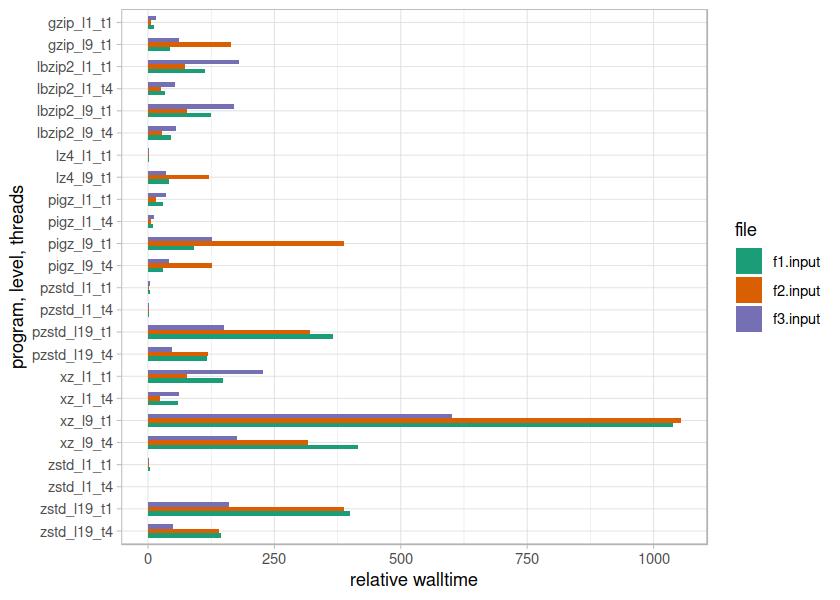 program, level, threads
gzip_l1_t1
gzip_l9_t1
lbzip2_l1_t1
lbzip2_l1_t4
lbzip2_l9_t1
lbzip2_l9_t4
lz4_l1_t1
lz4_l9_t1
pigz_l1_t1
pigz_l1_t4
pigz_l9_t1
pigz_l9_t4
pzstd_l1_t1
pzstd_l1_t4
pzstd_l19_t1
pzstd_l19_t4
xz_l1_t1
xz_l1_t4
xz_l9_t1
xz_l9_t4
zstd_l1_t1
zstd_l1_t4
zstd_l19_t1
zstd_l19_t4
0 250 500 750 1000
relative walltime
file
f1.input
f2.input
f3.input